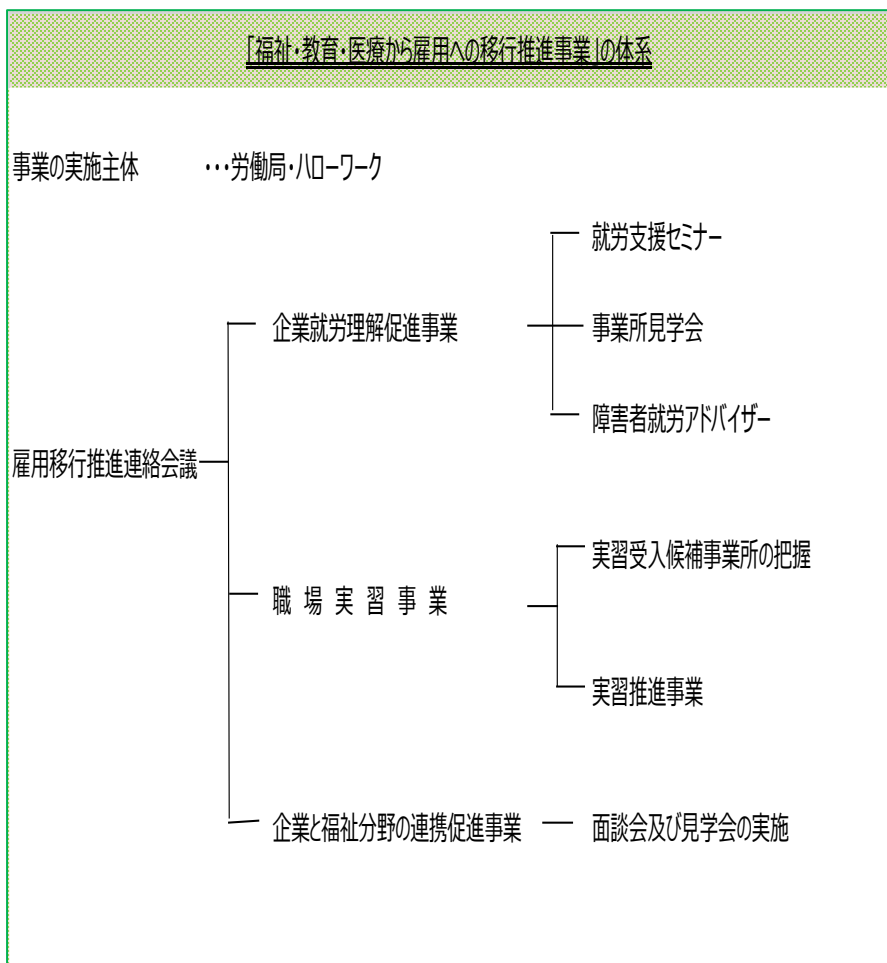 「福祉・教育・医療から雇用への移行推進事業」の体系
事業の実施主体 ・・・労働局・ハローワーク
就労支援セミナー
企業就労理解促進事業
事業所見学会
障害者就労アドバイザー
雇用移行推進連絡会議
実習受入候補事業所の把握
職 場 実 習 事 業
実習推進事業
企業と福祉分野の連携促進事業
面談会及び見学会の実施